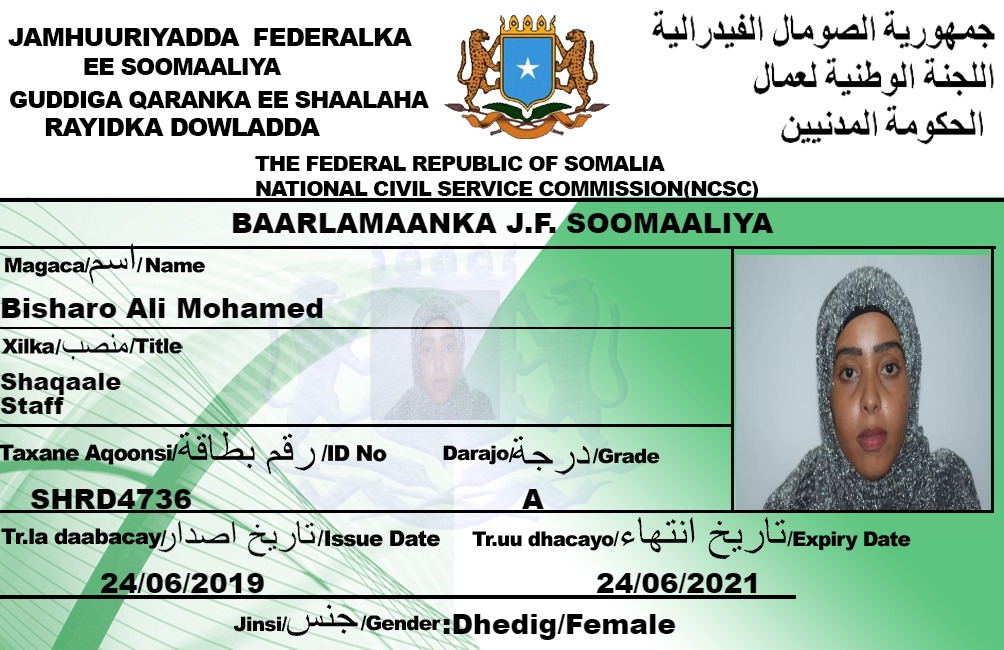 JAMHUURIYADDA FEDERALKA
EE SOOMAALIYA
GUDDIGA QARANKA EE SHAALAHA
RAYIDKA DOWLADDA
جمهورية الصومال الفيدرالية
اللجنة الوطنية لعمال
الحكومة المدنيين
THE FEDERAL REPUBLIC OF SOMALIA
NATIONAL CIVIL SERVICE COMMISSION(NCSC)
BAARLAMAANKA J.F. SOOMAALIYA
Magaca/اسم/Name
Bisharo Ali Mohamed
Xilka/منصب/Title
Shaqaale
Staff
Taxane Aqoonsi/رقم بطاقة/ID No
SHRD4736
Darajo/درجة/Grade
A
Tr.la daabacay/تاريخ اصدار/Issue Date
24/06/2019
Tr.uu dhacayo/تاريخ انتهاء/Expiry Date
24/06/2021
Jinsi/جنس/Gender:Dhedig/Female